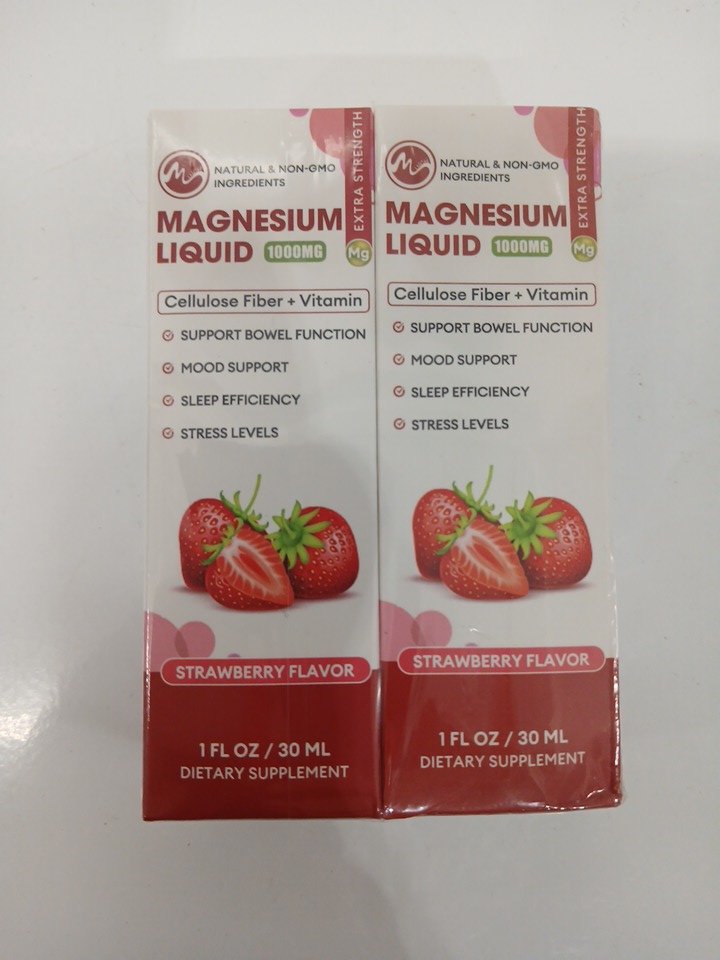 NATURAL & NON-GMO
INGREDIENTS
EXTRA STRENGTH
MAGNESIUM
LIQUID 1000MG
Mg
Cellulose Fiber + Vitamin
SUPPORT BOWEL FUNCTION
MOOD SUPPORT
SLEEP EFFICIENCY
STRESS LEVELS
STRAWBERRY FLAVOR
1 FL OZ / 30 ML
DIETARY SUPPLEMENT
NATURAL & NON-GMO
INGREDIENTS
EXTRA STRENGTH
MAGNESIUM
LIQUID 1000MG
Mg
Cellulose Fiber + Vitamin
SUPPORT BOWEL FUNCTION
MOOD SUPPORT
SLEEP EFFICIENCY
STRESS LEVELS
STRAWBERRY FLAVOR
1 FL OZ / 30 ML
DIETARY SUPPLEMENT